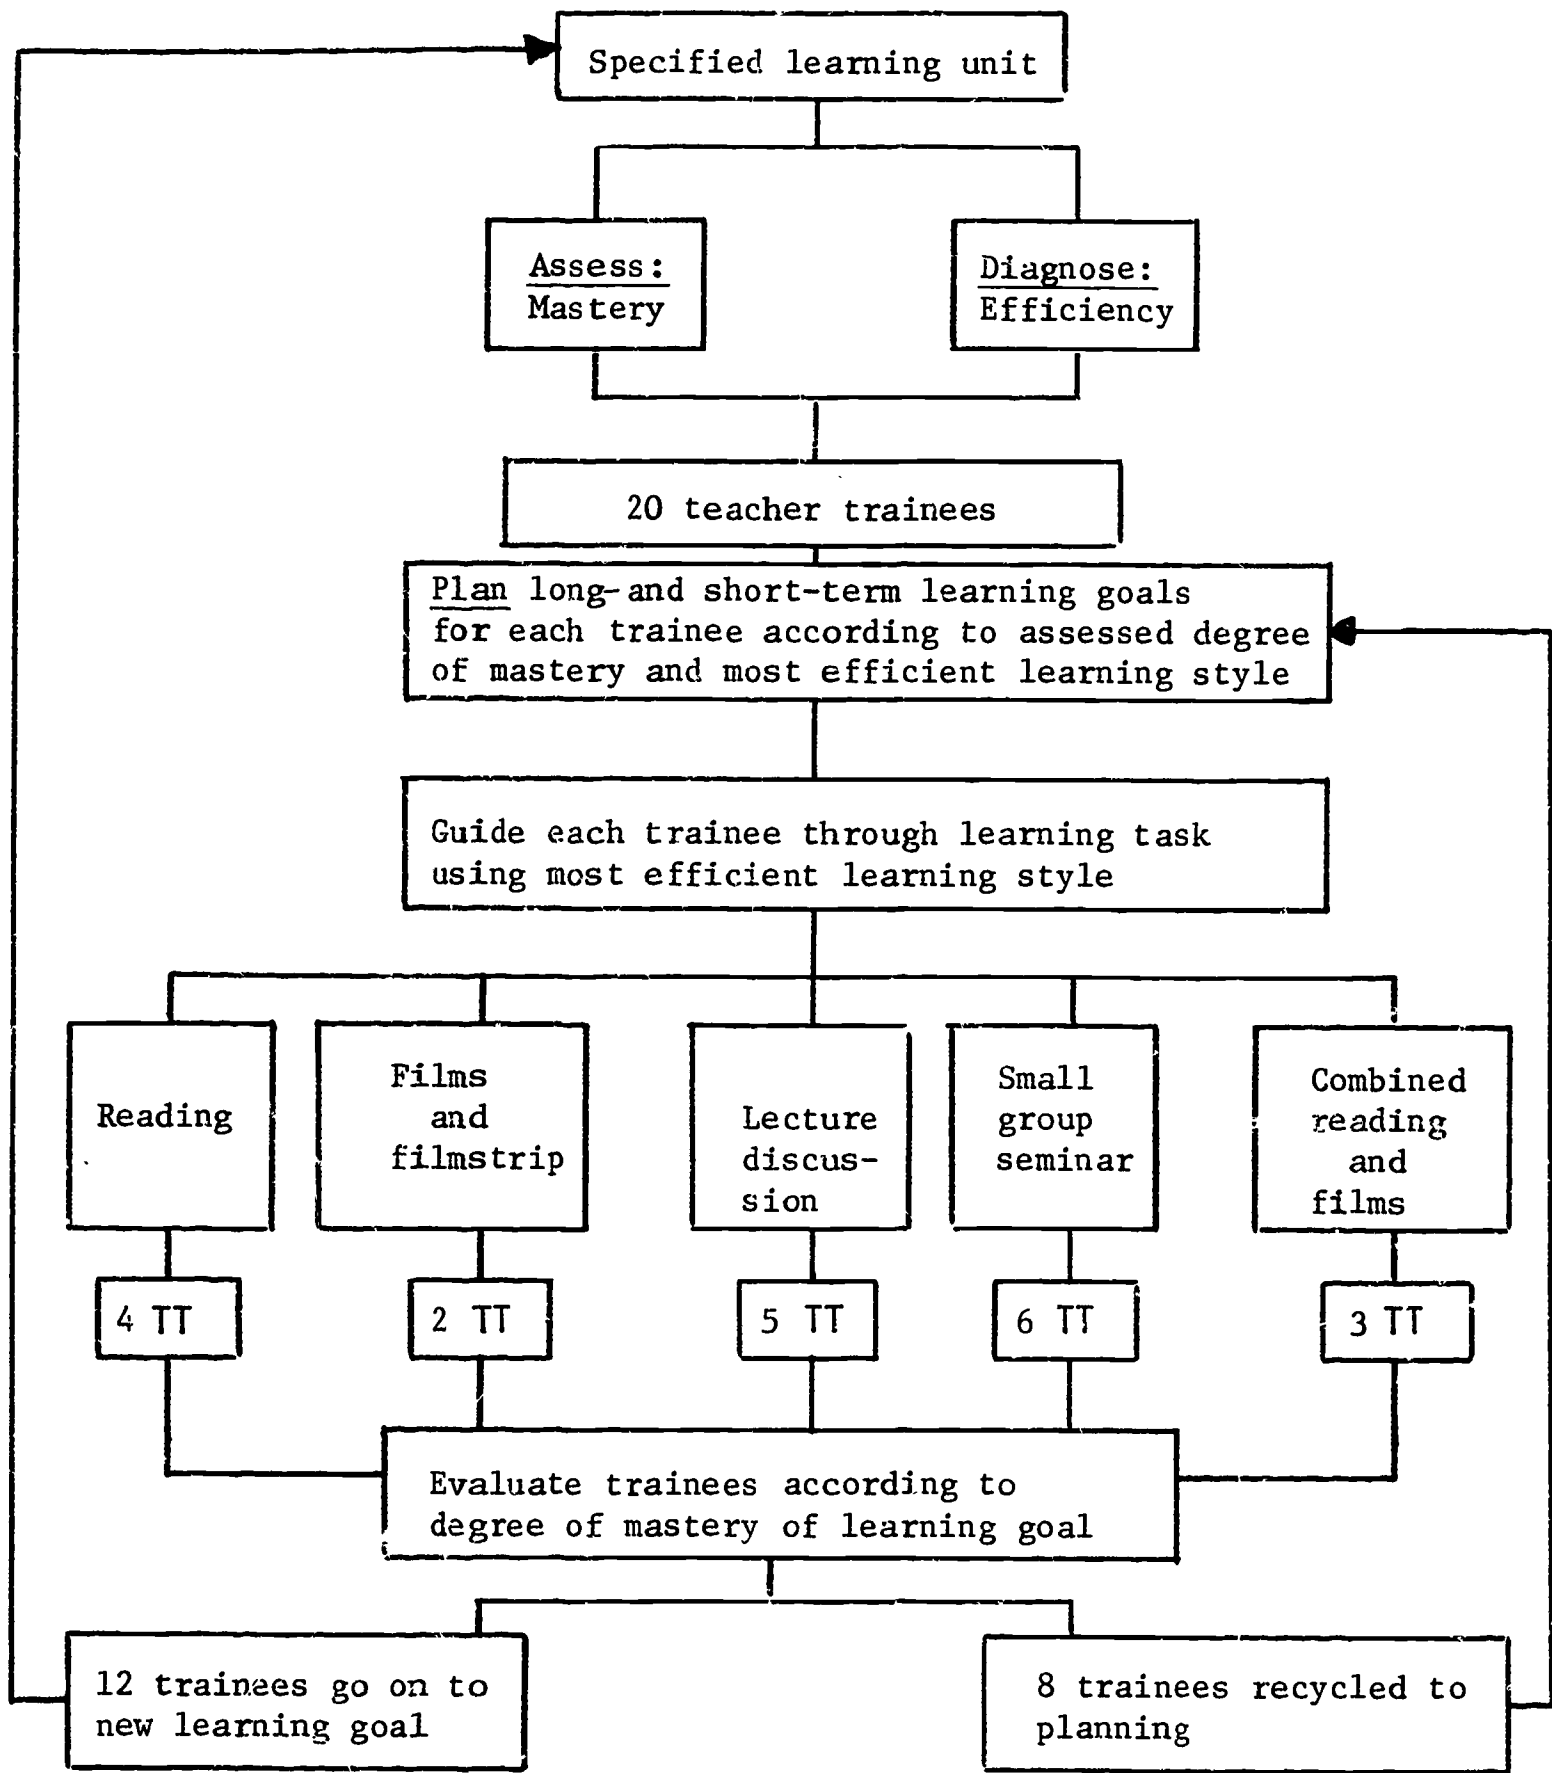 Specified learning unit
Assess:
Mastery
Diagnose:
Efficiency
20 teacher trainees
Plan long-and short-term learning goals
for each trainee according to assessed degree
of mastery and most efficient learning style
Guide each trainee through learning task
using most efficient learning style
Reading
Films
and
filmstrip
Lecture
discus-
sion
Small
group
seminar
Combined
reading
and
films
4 TT
2 TT
5 TT
6 TT
3 TT
Evaluate trainees according to
degree of mastery of learning goal
12 trainees go on to
new learning goal
8 trainees recycled to
planning